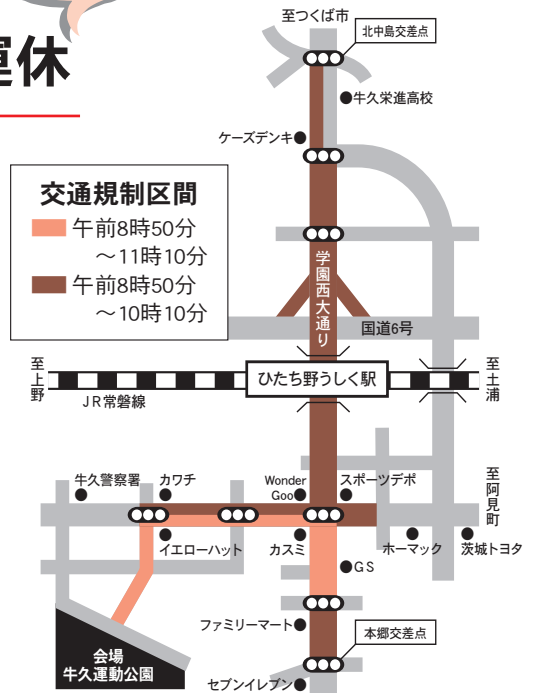 運休
至つくば市
北中島交差点
牛久栄進高校
ケーズデンキ
交通規制区間
午前8時50分
～11時10分
午前8時50分
～10時10分
学園西大通り
国道6号
至上野
ひたち野うしく駅
至土浦
JR常磐線
牛久警察署
カワチ
Wonder
Goo
スポーツデポ
至阿見町
イエローハット
カスミ
ホーマック
茨城トヨタ
GS
ファミリーマート
本郷交差点
会場
牛久運動公園
セブンイレブン